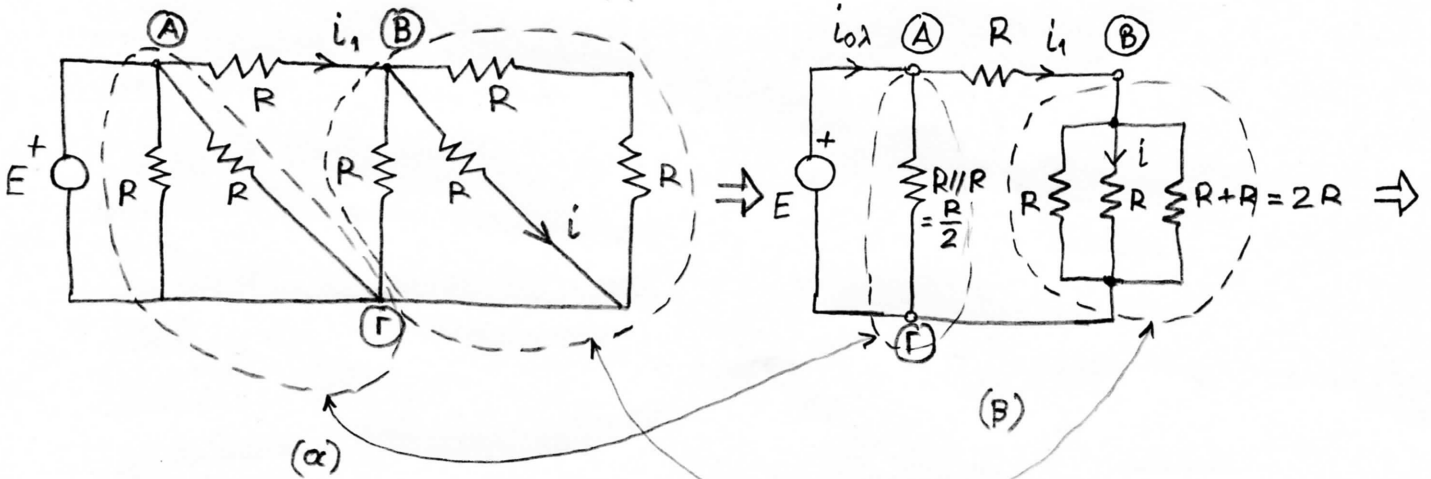 A
i₁
B
R
R
E
+
R
R
R
R
i
R
Γ
(α)
⇒
i₀λ
A
R
i₁
B
E
+
R//R
= R/2
R
i
R
R+R=2R
Γ
(β)
⇒